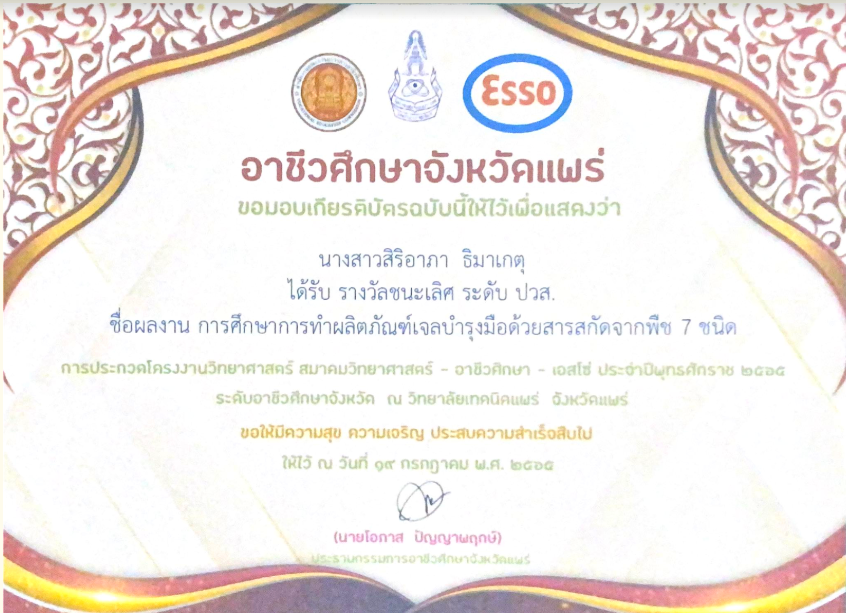 Esso
อาชีวศึกษาจังหวัดแพร่
ขอมอบเกียรติบัตรฉบับนี้ให้ไว้เพื่อแสดงว่า
นางสาวสิริอาภา ธิมาเกตุ
ได้รับ รางวัลชนะเลิศ ระดับ ปวส.
ชื่อผลงาน การศึกษาการทำผลิตภัณฑ์เจลบำรุงมือด้วยสารสกัดจากพืช 7 ชนิด
การประกวดโครงงานวิทยาศาสตร์ สมาคมวิทยาศาสตร์ - อาชีวศึกษา - เอสโซ่ ประจำปีพุทธศักราช ๒๕๖๕
ระดับอาชีวศึกษาจังหวัด ณ วิทยาลัยเทคนิคแพร่ จังหวัดแพร่
ขอให้มีความสุข ความเจริญ ประสบความสำเร็จสืบไป
ให้ไว้ ณ วันที่ ๑๙ กรกฎาคม พ.ศ. ๒๕๖๕
(นายโอภาส ปัญญาพฤกษ์)
ประธานกรรมการอาชีวศึกษาจังหวัดแพร่